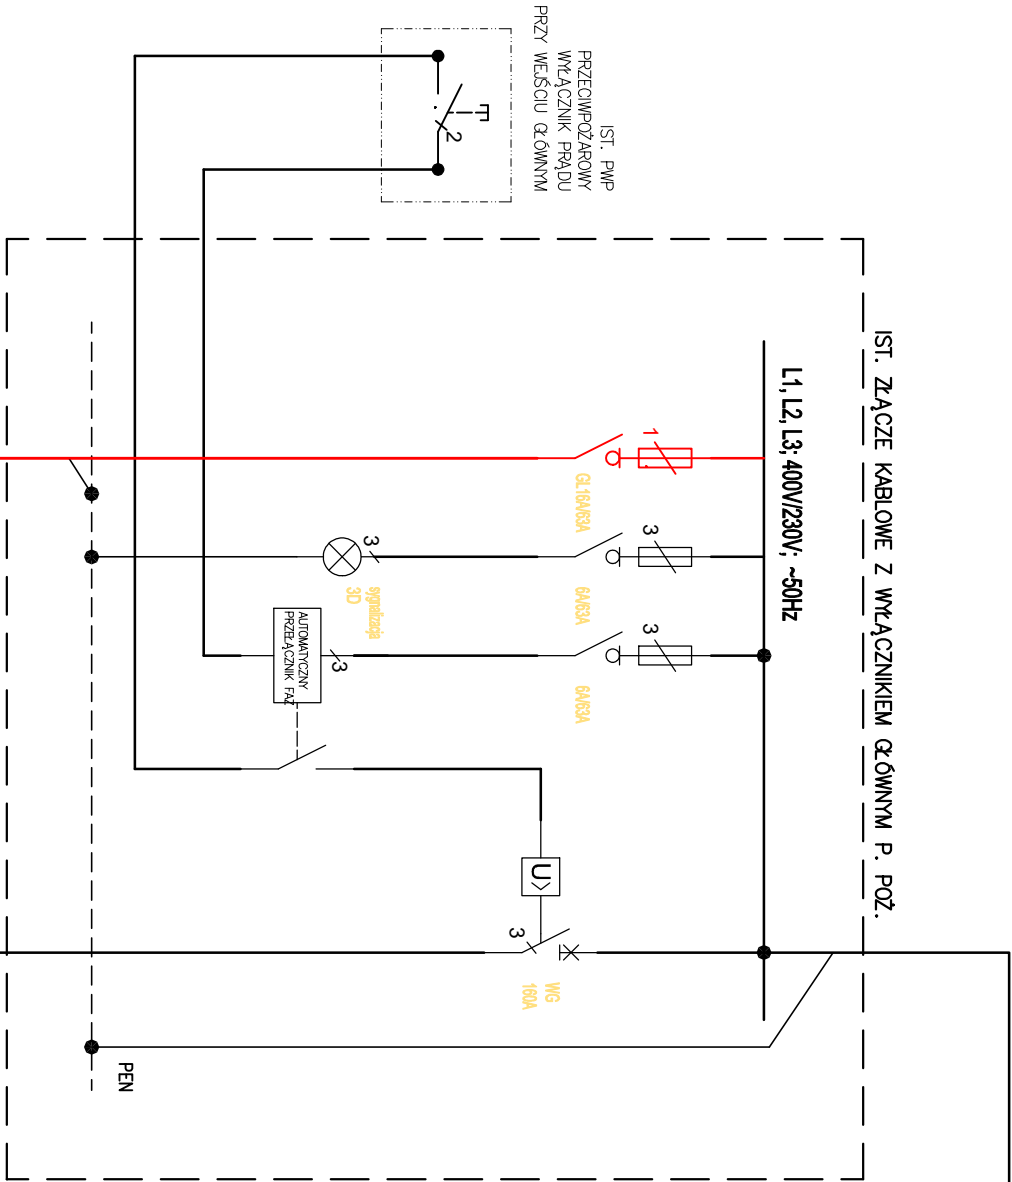 IST. ZŁĄCZE KABLOWE Z WYŁĄCZNIKIEM GŁÓWNYM P. POŻ.
L1, L2, L3; 400V/230V; ~50Hz
IST. PWP
PRZECIWPOŻAROWY
WYŁĄCZNIK PRĄDU
PRZY WEJŚCIU GŁÓWNYM
2
1
3
3
GL16A/63A
6A/63A
6A/63A
WG
160A
3
U>
3
sygnalizacja
3D
3
AUTOMATYCZNY
PRZEŁĄCZNIK FAZ
PEN